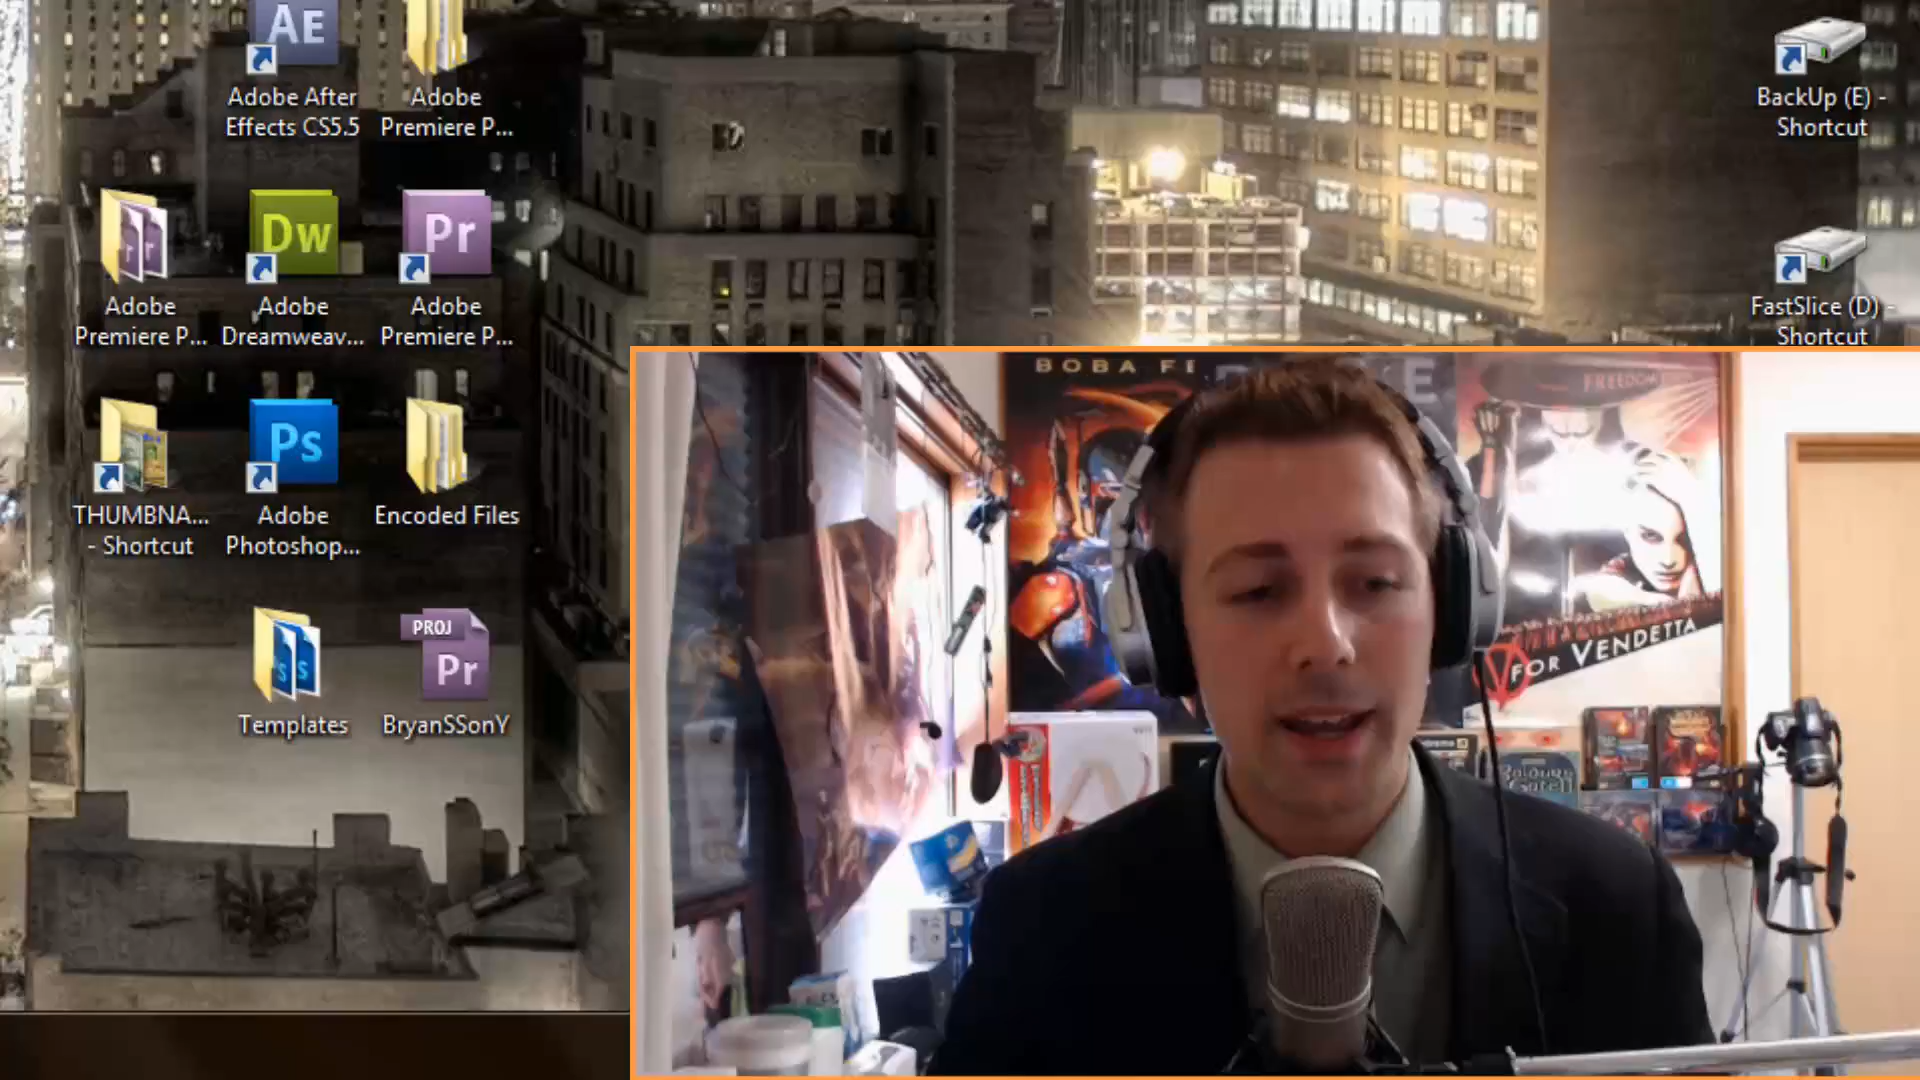 AE
Adobe After
Effects CS5.5
Adobe
Premiere P...
BackUp (E) -
Shortcut
Adobe
Premiere P...
Dw
Adobe
Dreamweav...
Pr
Adobe
Premiere P...
FastSlice (D) -
Shortcut
THUMBNA...
- Shortcut
Ps
Adobe
Photoshop...
Encoded Files
Templates
PROJ
Pr
BryanSSonY
BOBA FE
FREEDOM
FOR VENDETTA